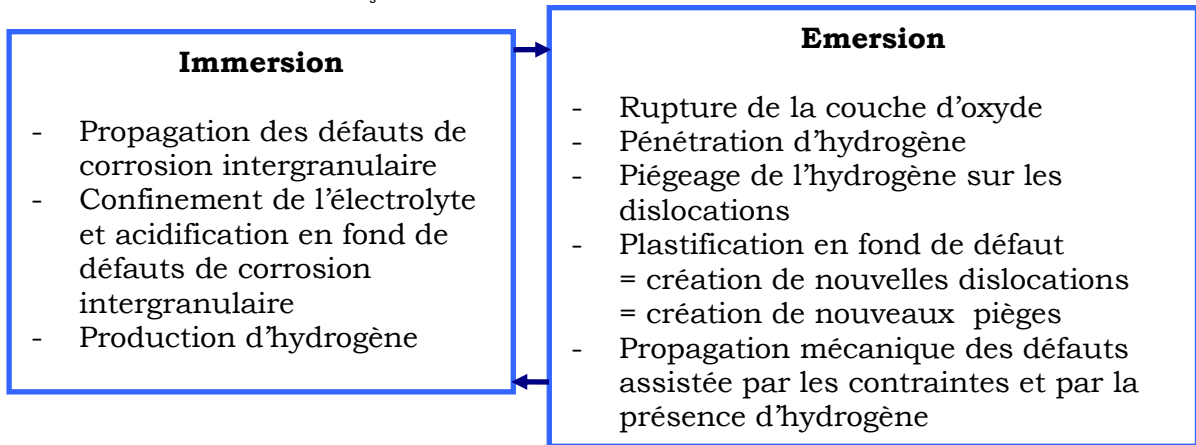 Immersion
- Propagation des défauts de
corrosion intergranulaire
- Confinement de l’électrolyte
et acidification en fond de
défauts de corrosion
intergranulaire
- Production d’hydrogène
Emersion
- Rupture de la couche d’oxyde
- Pénétration d’hydrogène
- Piégeage de l’hydrogène sur les
dislocations
- Plastification en fond de défaut
= création de nouvelles dislocations
= création de nouveaux pièges
- Propagation mécanique des défauts
assistée par les contraintes et par la
présence d’hydrogène